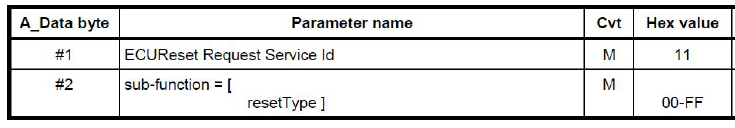 A_Data byte Parameter name Cvt Hex value
#1 ECUReset Request Service Id M 11
#2 sub-function = [ M
resetType ] 00-FF